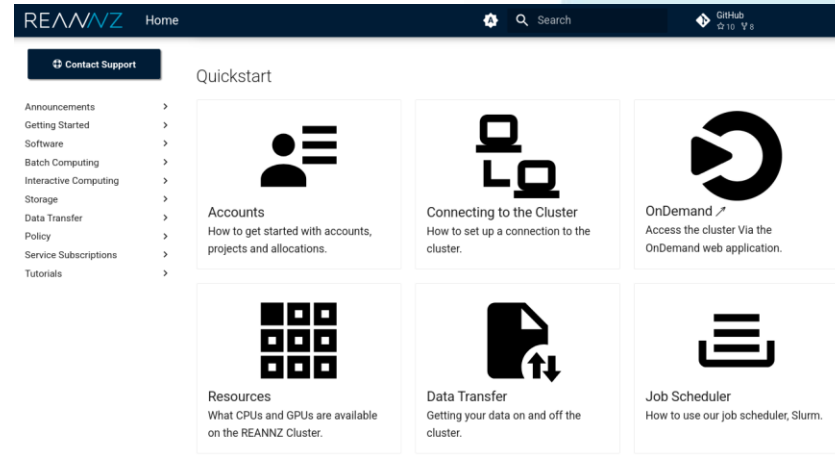 REANNZ Home Search GitHub
10 8
Contact Support
Announcements
Getting Started
Software
Batch Computing
Interactive Computing
Storage
Data Transfer
Policy
Service Subscriptions
Tutorials
Quickstart
Accounts
How to get started with accounts,
projects and allocations.
Connecting to the Cluster
How to set up a connection to the
cluster.
OnDemand
Access the cluster Via the
OnDemand web application.
Resources
What CPUs and GPUs are available
on the REANNZ Cluster.
Data Transfer
Getting your data on and off the
cluster.
Job Scheduler
How to use our job scheduler, Slurm.